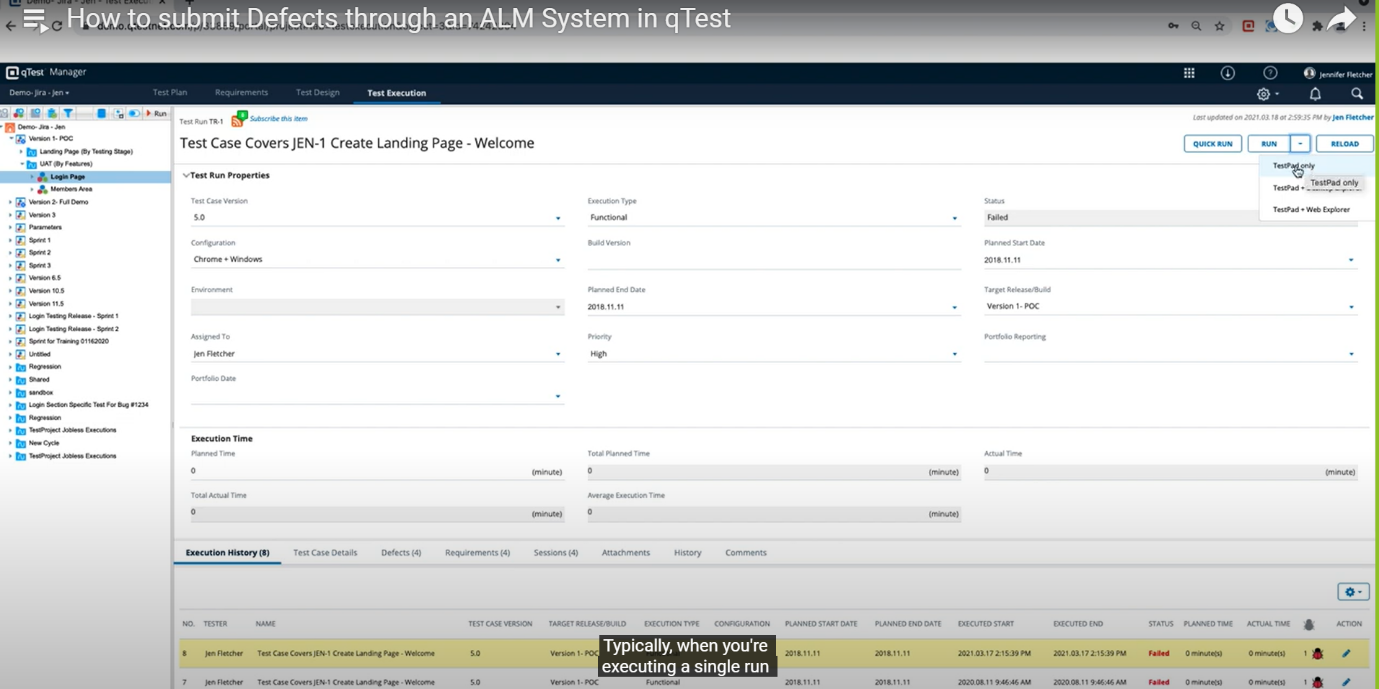 How to submit Defects through an ALM System in qTest
qTest Manager
Jennifer Fletcher
Demo- Jira - Jen
Test Plan
Requirements
Test Design
Test Execution
Run
Demo- Jira - Jen
Version 1- POC
Landing Page (By Testing Stage)
UAT (By Features)
Login Page
Members Area
Version 2- Full Demo
Version 3
Parameters
Sprint 1
Sprint 2
Sprint 3
Version 6.5
Version 10.5
Version 11.5
Login Testing Release - Sprint 1
Login Testing Release - Sprint 2
Sprint for Training 01162020
Untitled
Regression
Shared
sandbox
Login Section Specific Test For Bug #1234
Regression
TestProject Jobless Executions
New Cycle
TestProject Jobless Executions
Test Run TR-1
Subscribe this item
Last updated on 2021.03.18 at 2:59:35 PM by Jen Fletcher
Test Case Covers JEN-1 Create Landing Page - Welcome
QUICK RUN
RUN
RELOAD
TestPad only
TestPad only
TestPad +
TestPad + Web Explorer
Test Run Properties
Test Case Version
5.0
Execution Type
Functional
Status
Failed
Configuration
Chrome + Windows
Build Version
Planned Start Date
2018.11.11
Environment
Planned End Date
2018.11.11
Target Release/Build
Version 1- POC
Assigned To
Jen Fletcher
Priority
High
Portfolio Reporting
Portfolio Date
Execution Time
Planned Time
0 (minute)
Total Planned Time
0 (minute)
Actual Time
0 (minute)
Total Actual Time
0 (minute)
Average Execution Time
0 (minute)
Execution History (8)
Test Case Details
Defects (4)
Requirements (4)
Sessions (4)
Attachments
History
Comments
NO. TESTER NAME TEST CASE VERSION TARGET RELEASE/BUILD EXECUTION TYPE CONFIGURATION PLANNED START DATE PLANNED END DATE EXECUTED START EXECUTED END STATUS PLANNED TIME ACTUAL TIME ACTION
8 Jen Fletcher Test Case Covers JEN-1 Create Landing Page - Welcome 5.0 Version 1- POC 2018.11.11 2018.11.11 2021.03.17 2:15:39 PM 2021.03.17 2:15:39 PM Failed 0 minute(s) 0 minute(s) 1
7 Jen Fletcher Test Case Covers JEN-1 Create Landing Page - Welcome 5.0 Version 1- POC Functional 2018.11.11 2018.11.11 2020.08.11 9:46:46 AM 2020.08.11 9:46:46 AM Failed 0 minute(s) 0 minute(s) 1
Typically, when you're
executing a single run